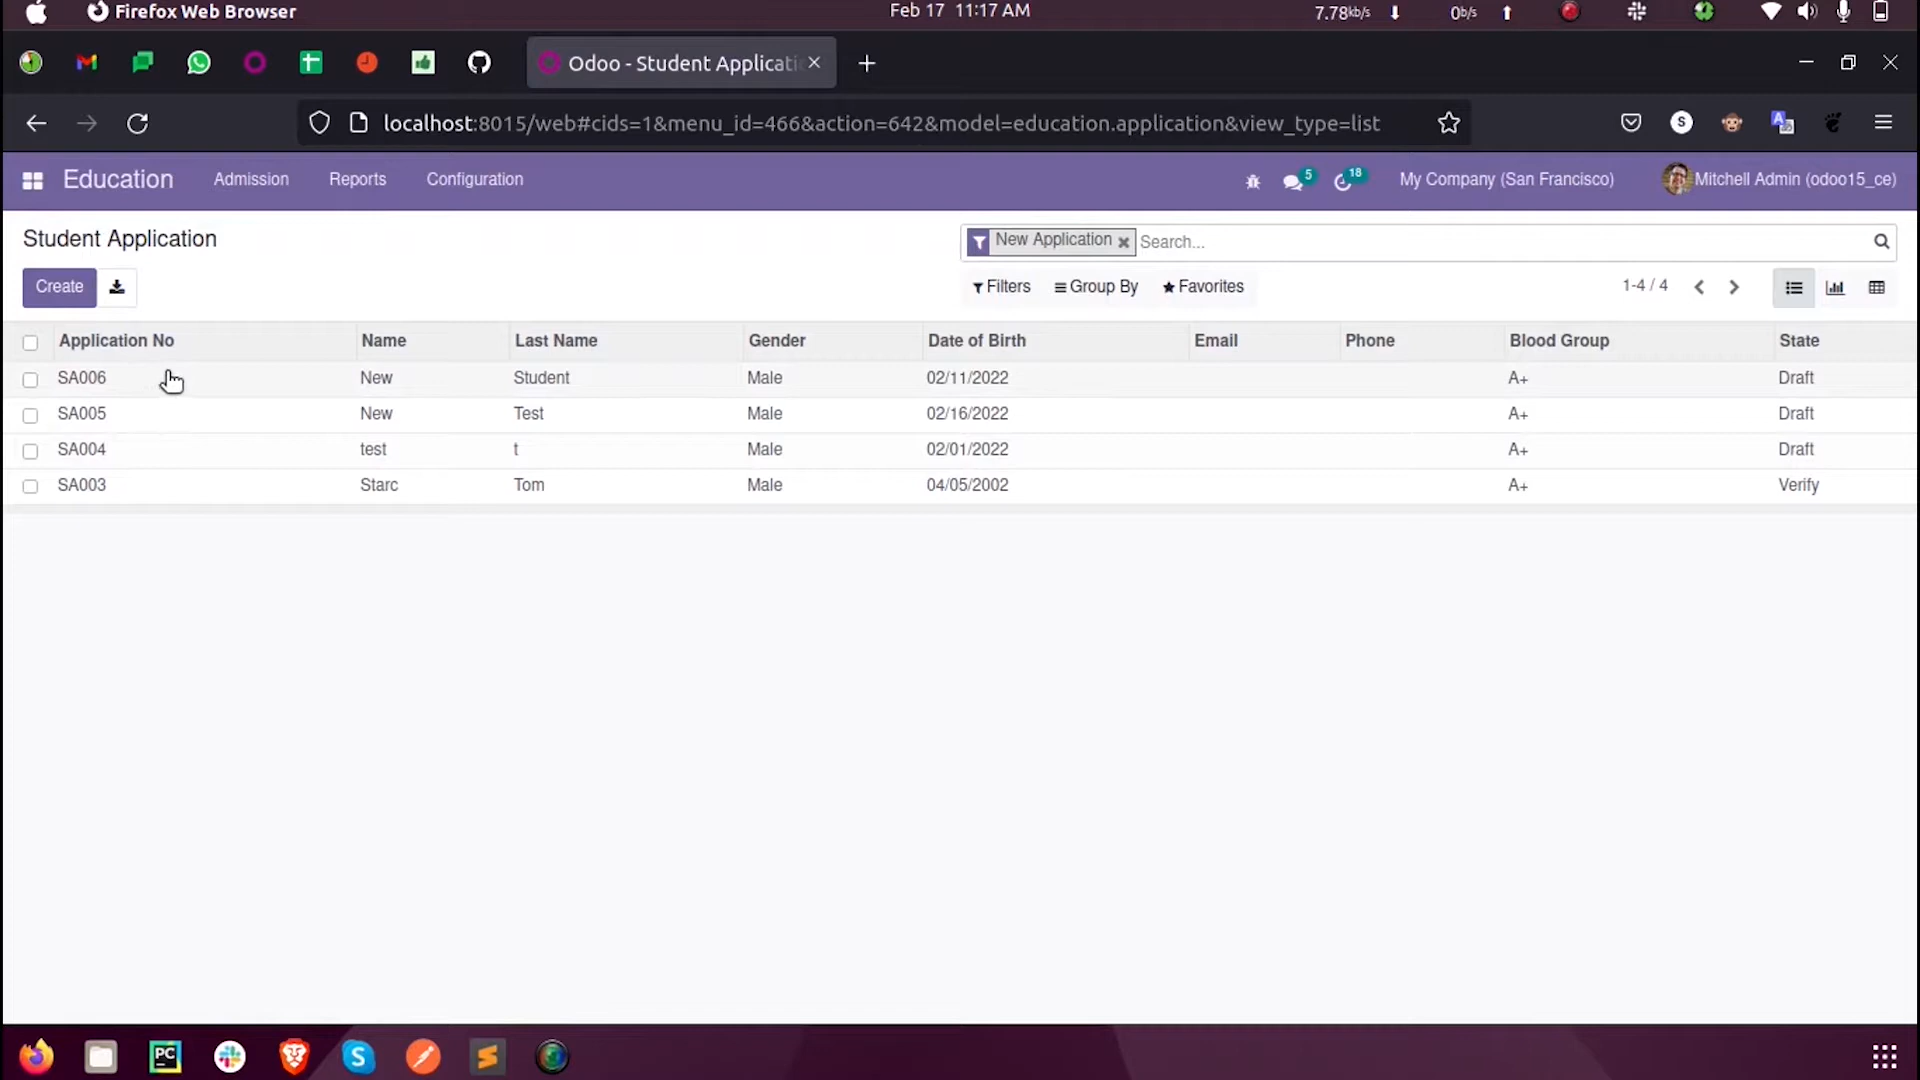 Firefox Web Browser Feb 17 11:17 AM 7.78kb/s 0b/s
Odoo - Student Applicati
localhost:8015/web#cids=1&menu_id=466&action=642&model=education.application&view_type=list S
Education Admission Reports Configuration 5 18 My Company (San Francisco) Mitchell Admin (odoo15_ce)
Student Application New Application Search...
Create Filters Group By Favorites 1-4 / 4
Application No Name Last Name Gender Date of Birth Email Phone Blood Group State
SA006 New Student Male 02/11/2022 A+ Draft
SA005 New Test Male 02/16/2022 A+ Draft
SA004 test t Male 02/01/2022 A+ Draft
SA003 Starc Tom Male 04/05/2002 A+ Verify
PC